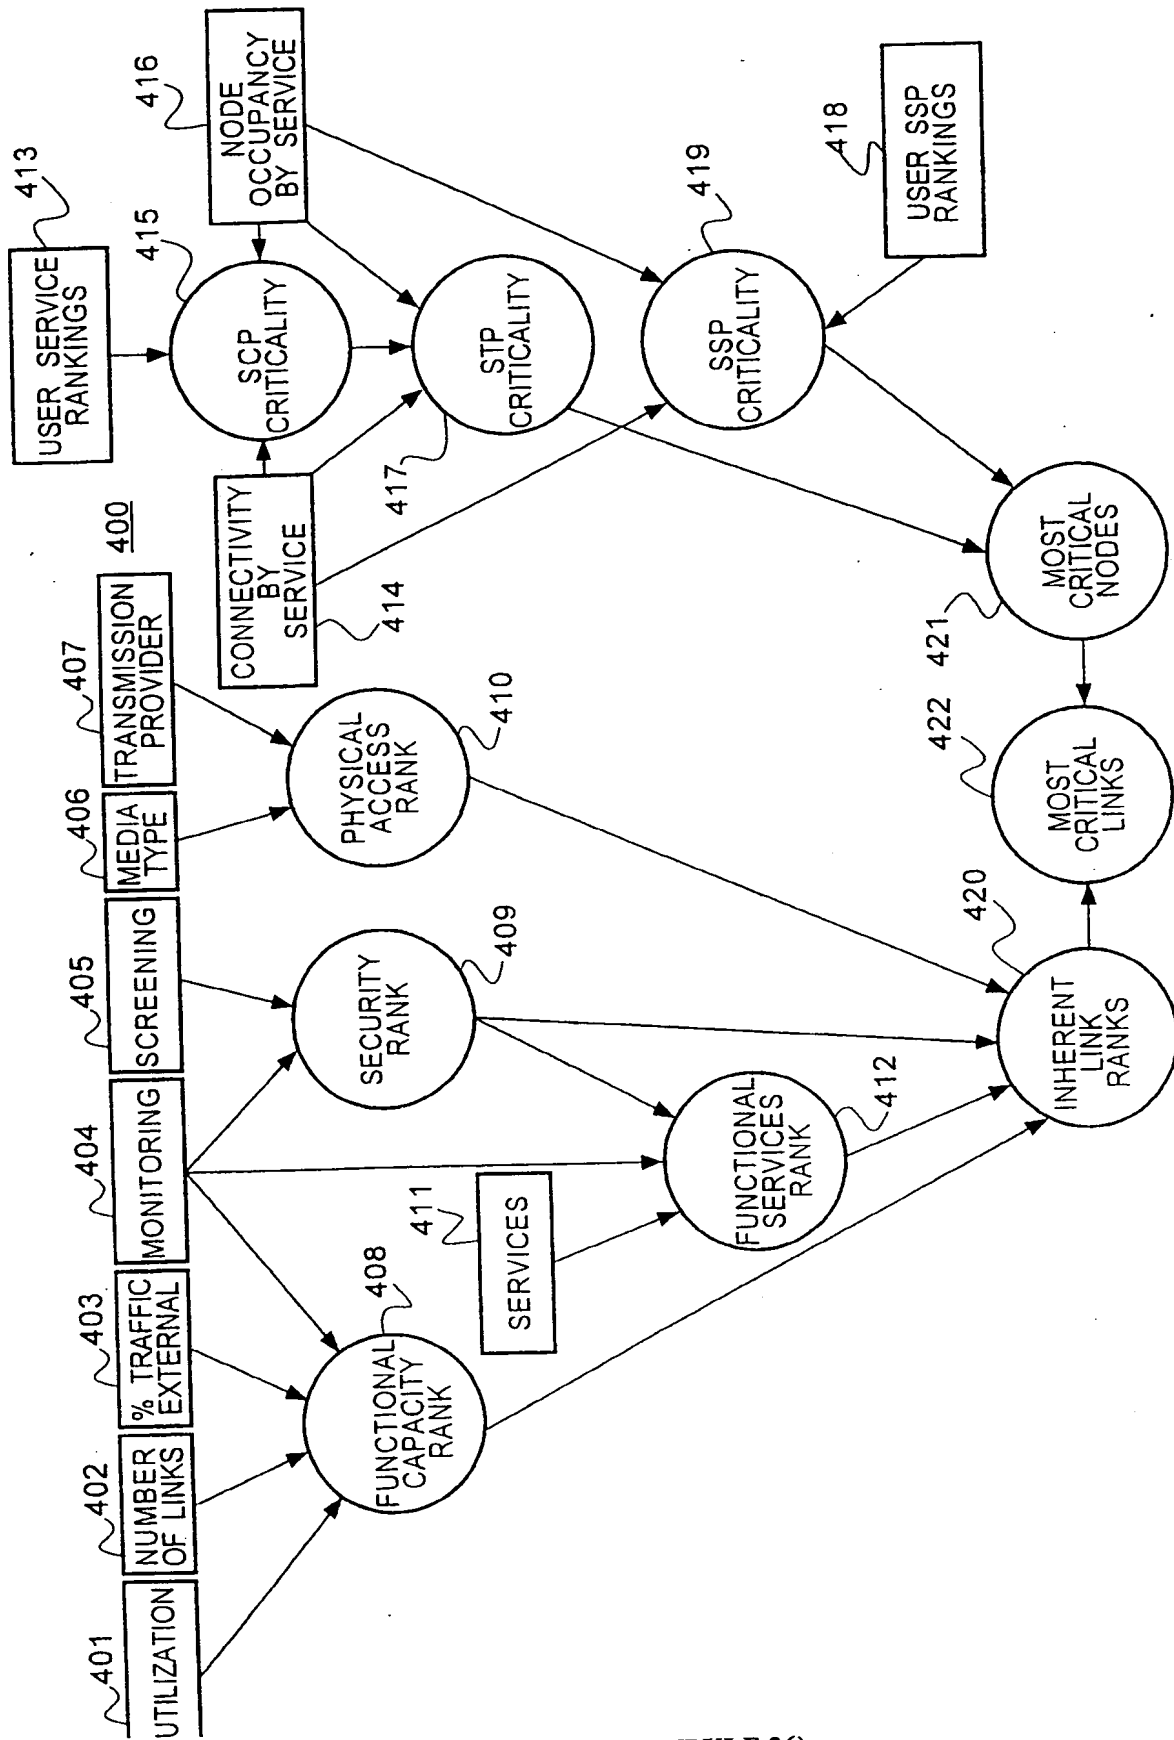 400
401
UTILIZATION
402
NUMBER
OF LINKS
403
% TRAFFIC
EXTERNAL
404
MONITORING
405
SCREENING
406
MEDIA
TYPE
407
TRANSMISSION
PROVIDER
413
USER SERVICE
RANKINGS
416
NODE
OCCUPANCY
BY SERVICE
415
SCP
CRITICALITY
CONNECTIVITY
BY
SERVICE
414
417
STP
CRITICALITY
419
SSP
CRITICALITY
418
USER SSP
RANKINGS
408
FUNCTIONAL
CAPACITY
RANK
409
SECURITY
RANK
410
PHYSICAL
ACCESS
RANK
411
SERVICES
412
FUNCTIONAL
SERVICES
RANK
420
INHERENT
LINK
RANKS
422
MOST
CRITICAL
LINKS
421
MOST
CRITICAL
NODES